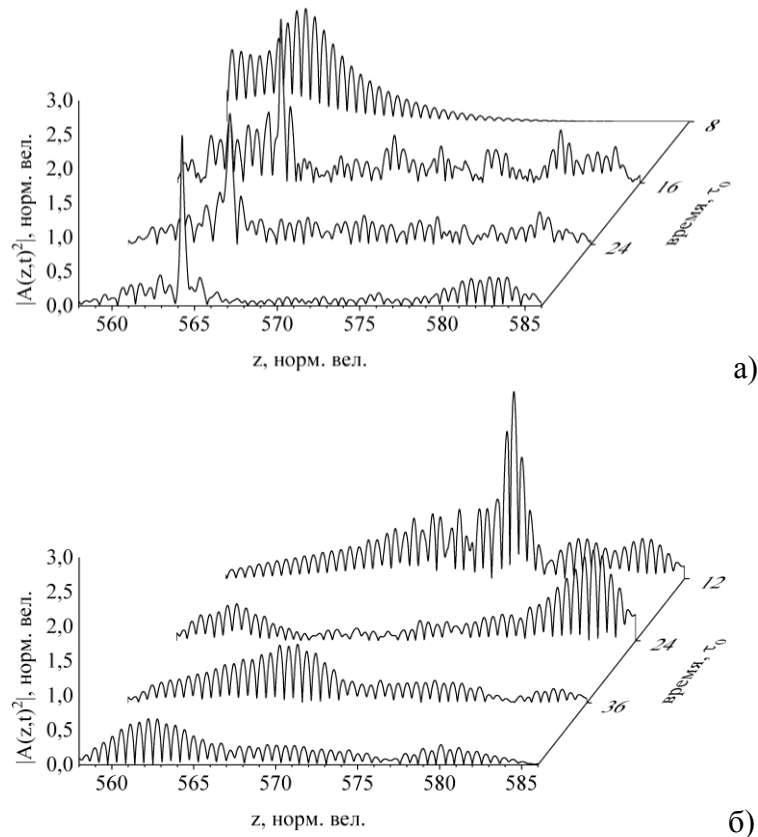 3,0
2,5
2,0
1,5
1,0
0,5
0,0
|A(z,t)²|, норм. вел.
560 565 570 575 580 585
z, норм. вел.
8
16
24
время, τ₀
а)
3,0
2,5
2,0
1,5
1,0
0,5
0,0
|A(z,t)²|, норм. вел.
560 565 570 575 580 585
z, норм. вел.
12
24
36
время, τ₀
б)